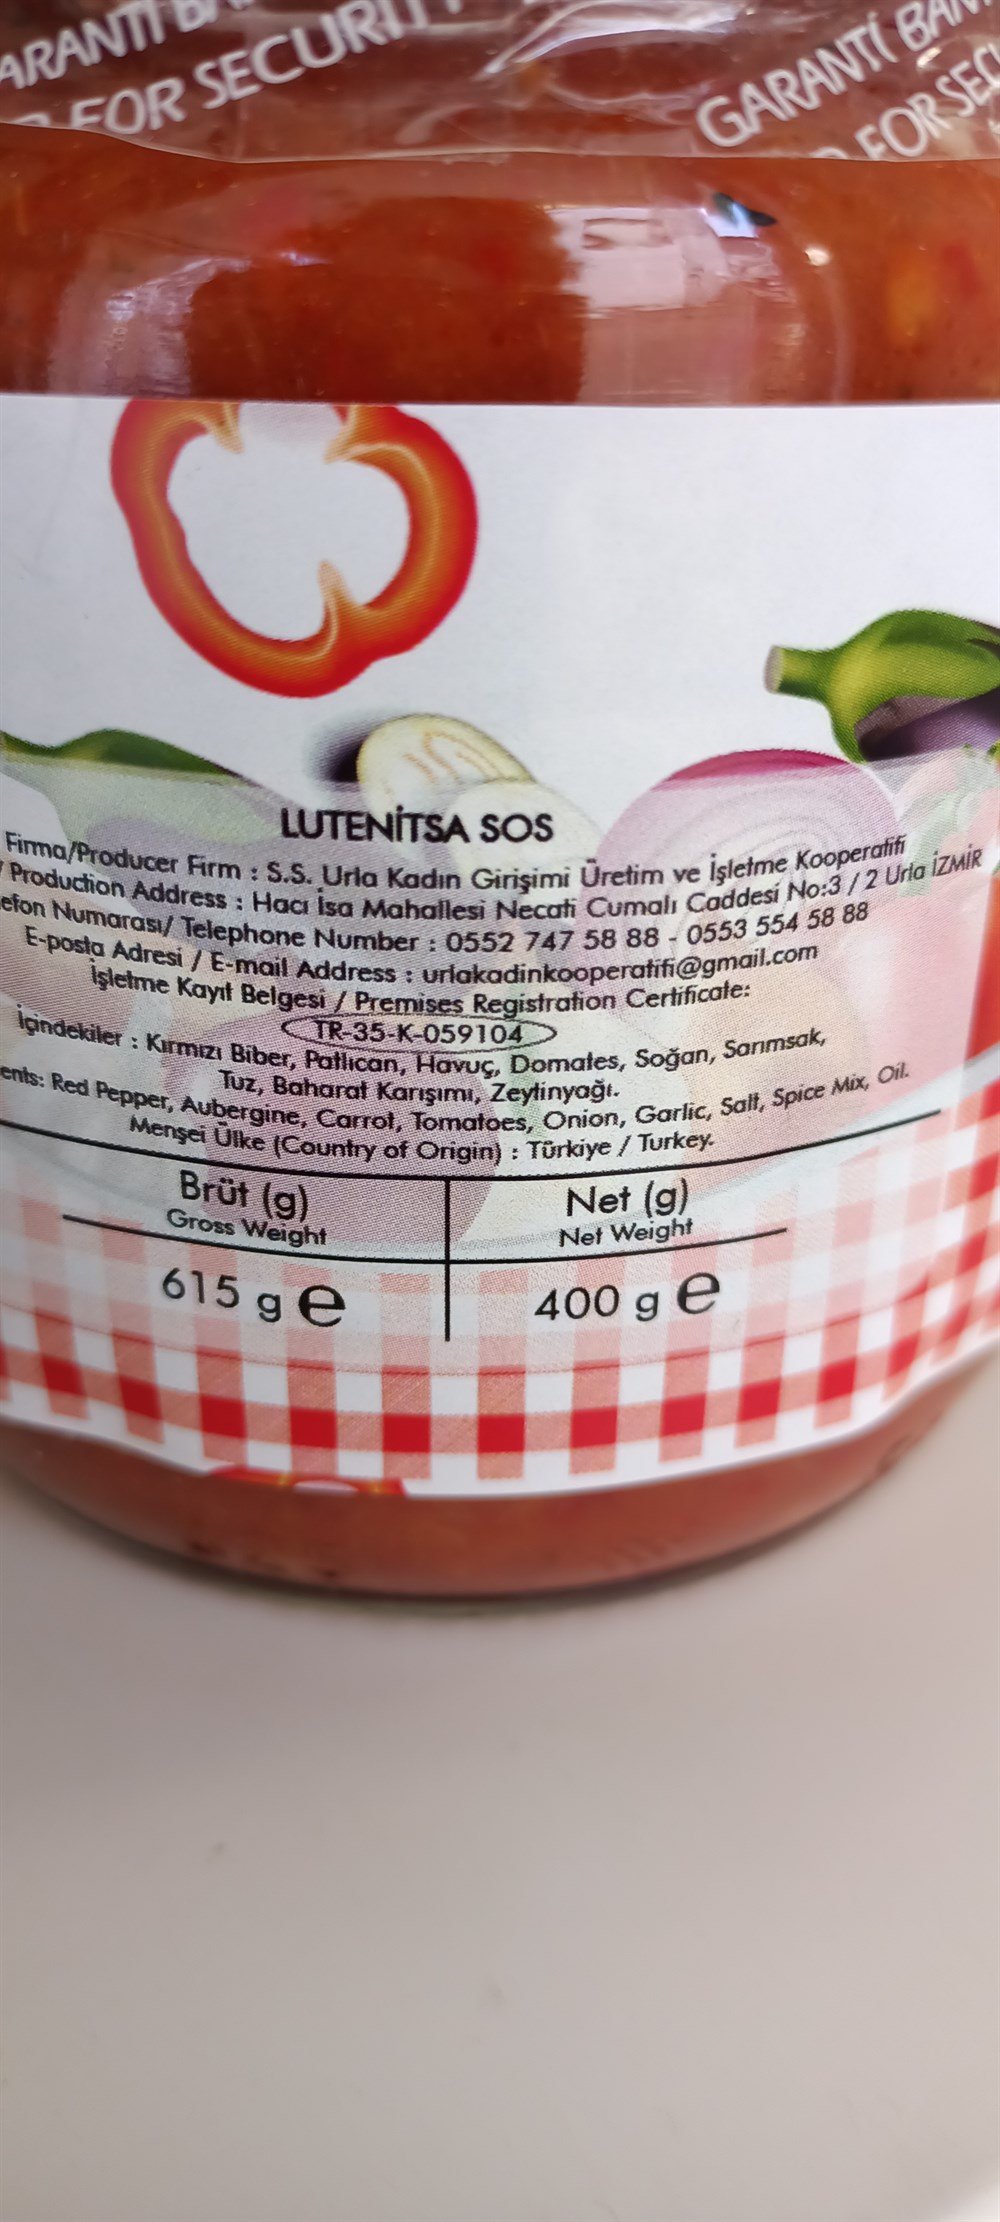 ARANTİ BA
FOR SECURIT
GARANTİ BAN
FOR SEC
LUTENİTSA SOS
Firma/Producer Firm : S.S. Urla Kadın Girişimi Üretim ve İşletme Kooperatifi
/ Production Address : Hacı İsa Mahallesi Necati Cumalı Caddesi No:3 / 2 Urla İZMİR
efon Numarası/ Telephone Number : 0552 747 58 88 - 0553 554 58 88
E-posta Adresi / E-mail Address : urlakadinkooperatifi@gmail.com
İşletme Kayıt Belgesi / Premises Registration Certificate:
TR-35-K-059104
İçindekiler : Kırmızı Biber, Patlıcan, Havuç, Domates, Soğan, Sarımsak,
Tuz, Baharat Karışımı, Zeytinyağı.
ents: Red Pepper, Aubergine, Carrot, Tomatoes, Onion, Garlic, Salt, Spice Mix, Oil.
Menşei Ülke (Country of Origin) : Türkiye / Turkey.
Brüt (g) Net (g)
Gross Weight Net Weight
615 g e 400 g e